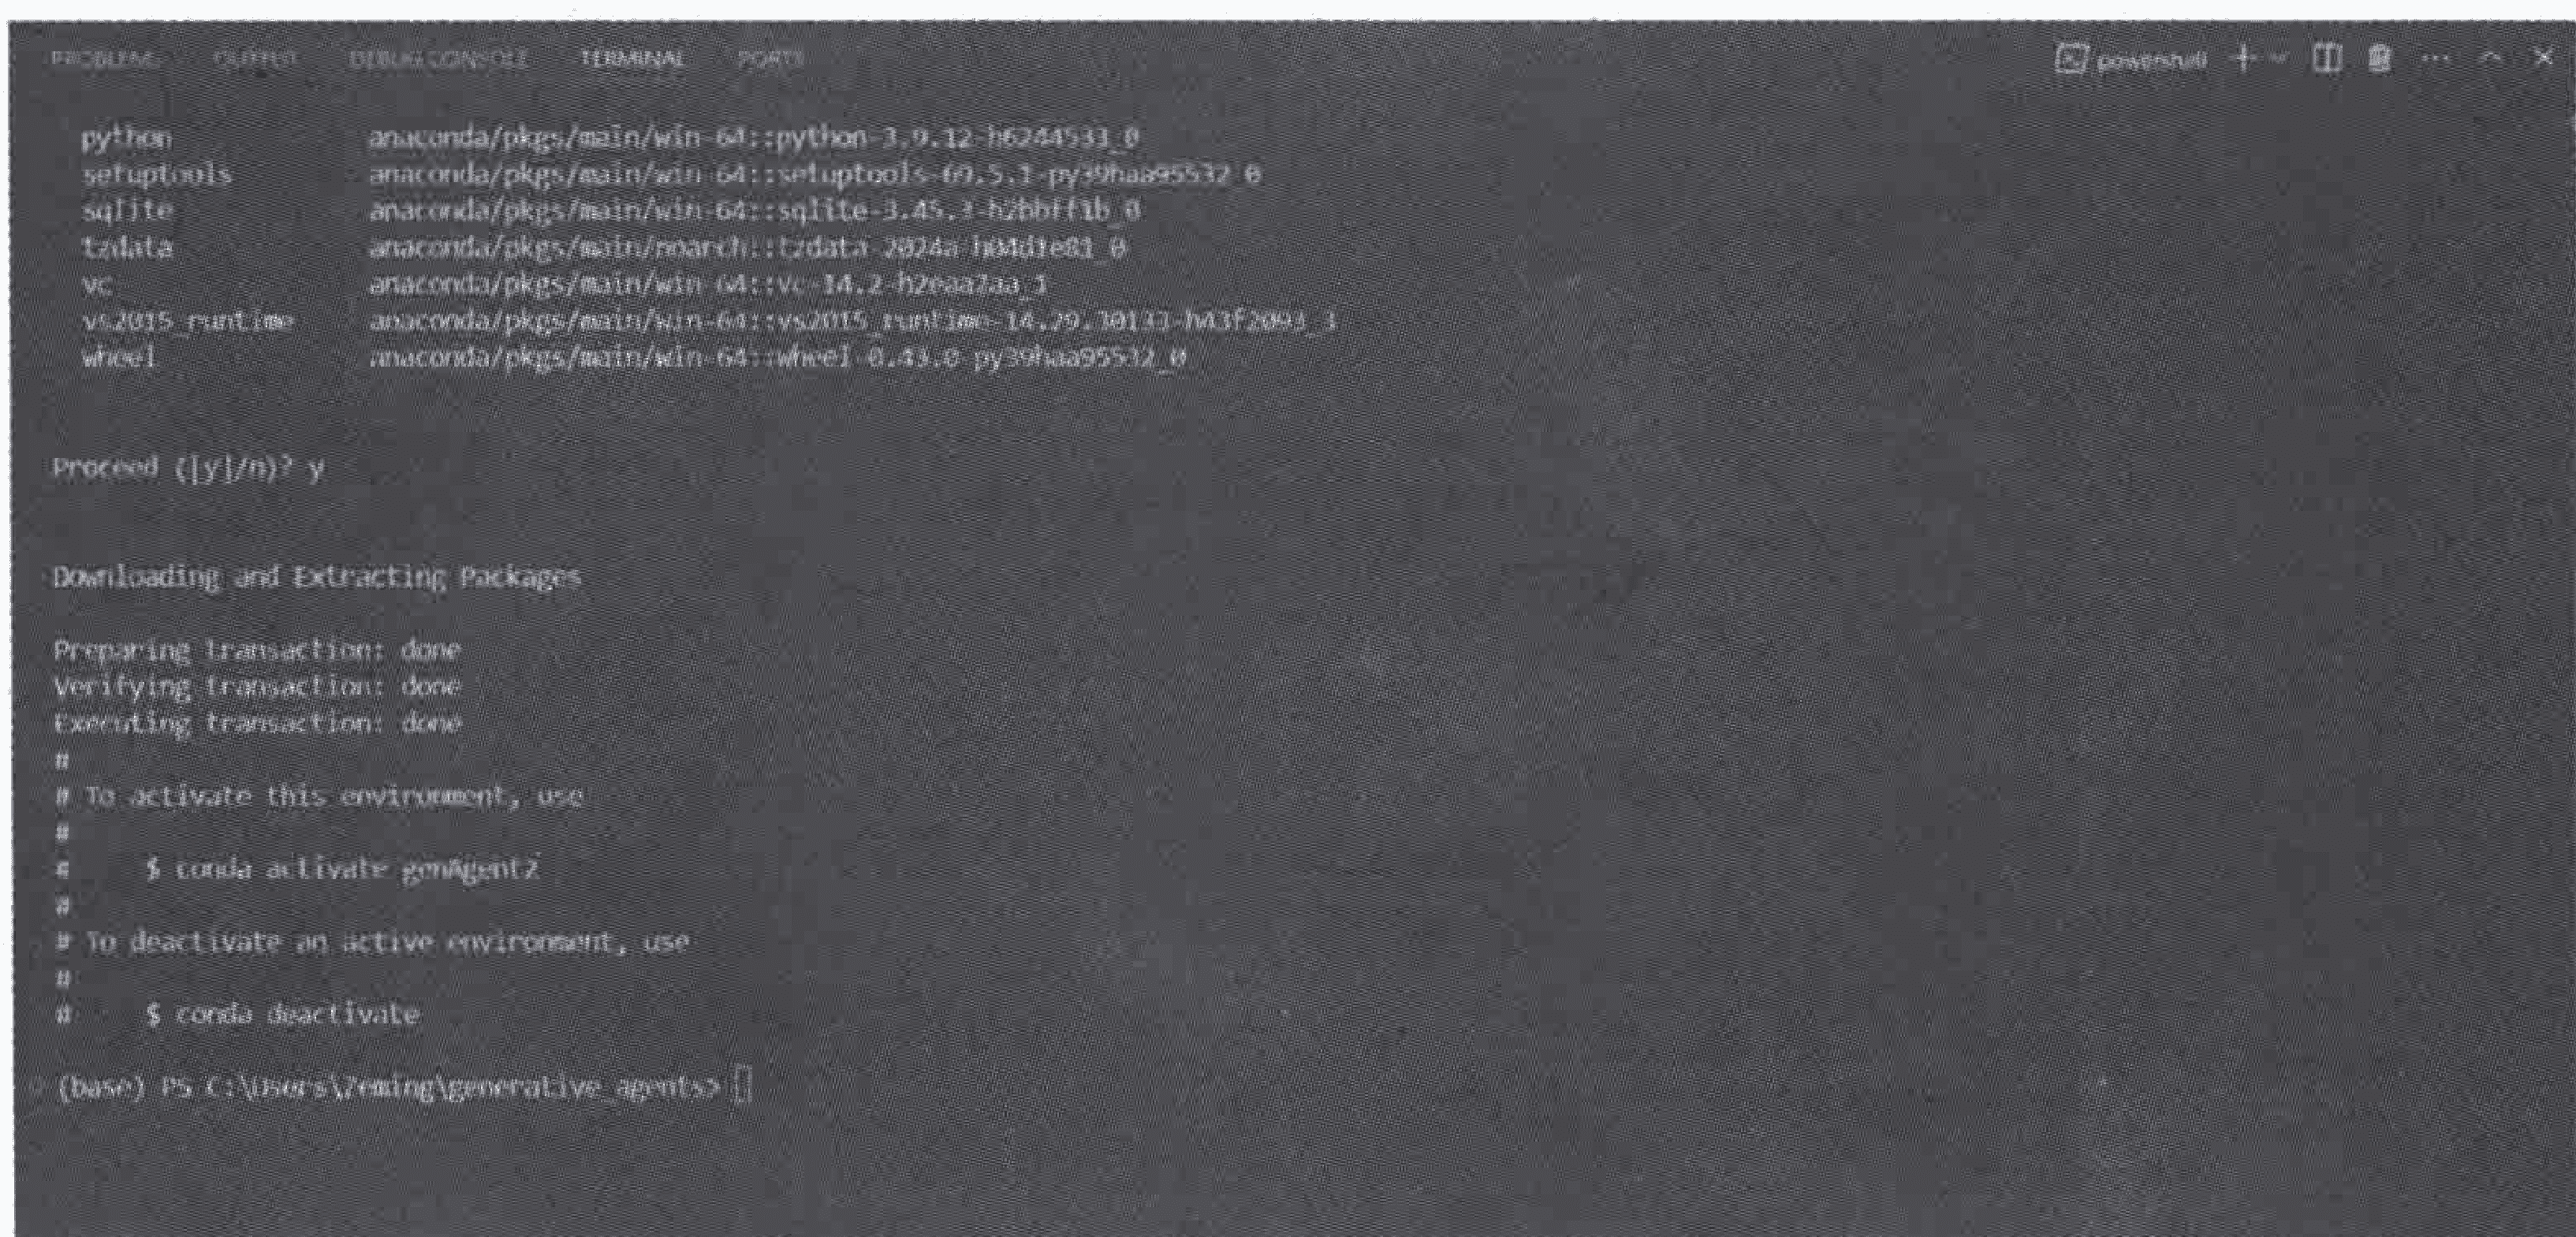 PROBLEMS OUTPUT DEBUG CONSOLE TERMINAL PORTS powershell
python anaconda/pkgs/main/win-64::python-3.9.12-h6244533_0
setuptools anaconda/pkgs/main/win-64::setuptools-69.5.1-py39haa95532_0
sqlite anaconda/pkgs/main/win-64::sqlite-3.45.3-h2bbff1b_0
tzdata anaconda/pkgs/main/noarch::tzdata-2024a-h04d1e81_0
vc anaconda/pkgs/main/win-64::vc-14.2-h2eaa2aa_1
vs2015_runtime anaconda/pkgs/main/win-64::vs2015_runtime-14.29.30133-h43f2093_3
wheel anaconda/pkgs/main/win-64::wheel-0.43.0-py39haa95532_0
Proceed ([y]/n)? y
Downloading and Extracting Packages
Preparing transaction: done
Verifying transaction: done
Executing transaction: done
#
# To activate this environment, use
#
#     $ conda activate genAgent2
#
# To deactivate an active environment, use
#
#     $ conda deactivate
(base) PS C:\Users\Zeming\generative_agents>